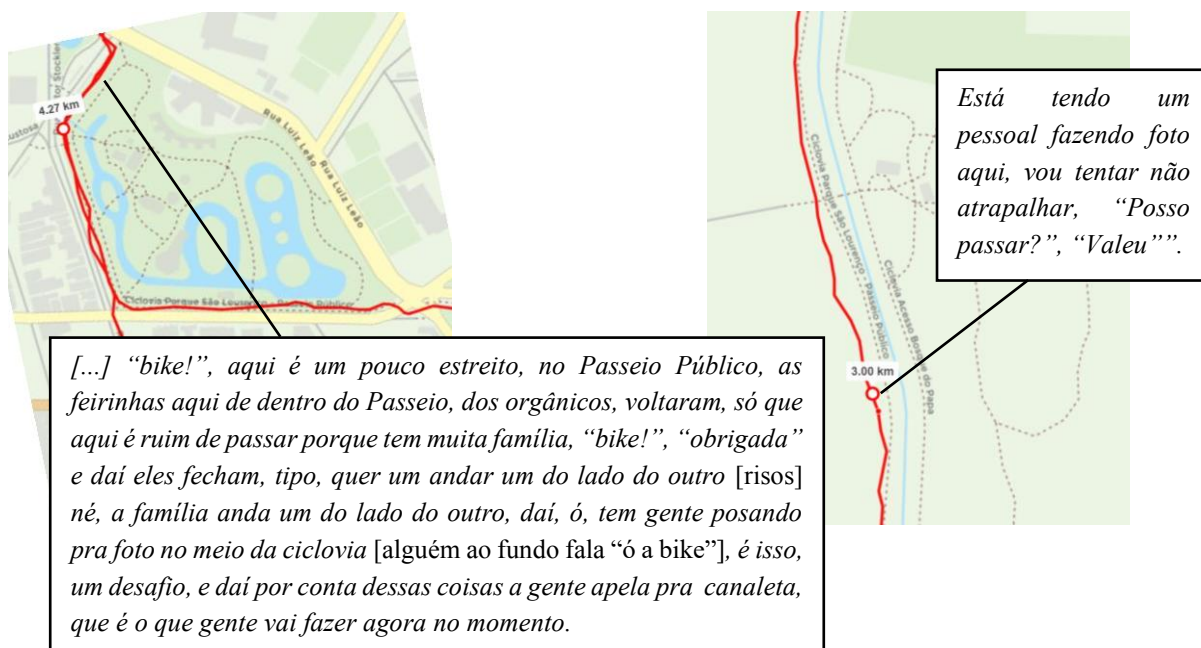 4.27 km
Rua Luiz Leão
Rua Luiz Leão
Ciclovia Parque São Lourenço - Passeio Público
[...] “bike!”, aqui é um pouco estreito, no Passeio Público, as
feirinhas aqui de dentro do Passeio, dos orgânicos, voltaram, só que
aqui é ruim de passar porque tem muita família, “bike!”, “obrigada”
e daí eles fecham, tipo, quer um andar um do lado do outro [risos]
né, a família anda um do lado do outro, daí, ó, tem gente posando
pra foto no meio da ciclovia [alguém ao fundo fala “ó a bike”], é isso,
um desafio, e daí por conta dessas coisas a gente apela pra canaleta,
que é o que gente vai fazer agora no momento.
Ciclovia Parque São Lourenço - Passeio Público
Ciclovia Acesso Bosque do Papa
3.00 km
Está tendo um
pessoal fazendo foto
aqui, vou tentar não
atrapalhar, “Posso
passar?”, “Valeu””.